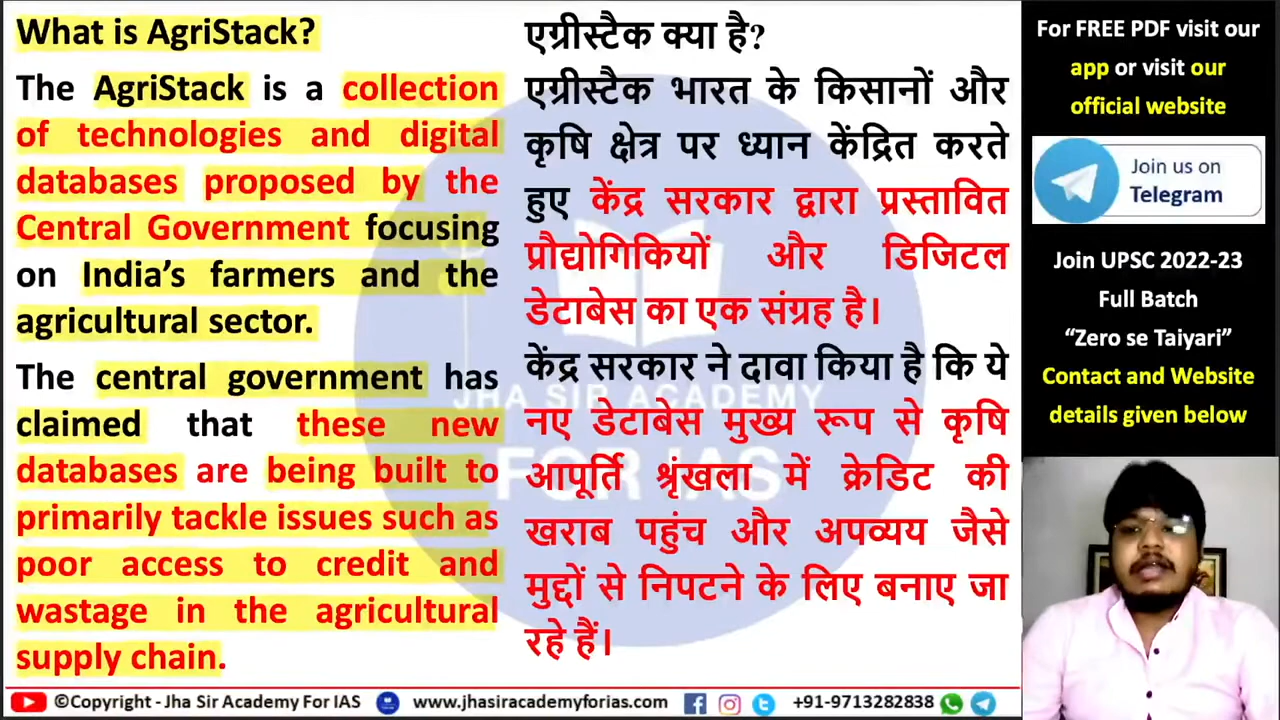 What is AgriStack?
The AgriStack is a collection
of technologies and digital
databases proposed by the
Central Government focusing
on India’s farmers and the
agricultural sector.
The central government has
claimed that these new
databases are being built to
primarily tackle issues such as
poor access to credit and
wastage in the agricultural
supply chain.
एग्रीस्टैक क्या है?
एग्रीस्टैक भारत के किसानों और
कृषि क्षेत्र पर ध्यान केंद्रित करते
हुए केंद्र सरकार द्वारा प्रस्तावित
प्रौद्योगिकियों और डिजिटल
डेटाबेस का एक संग्रह है।
केंद्र सरकार ने दावा किया है कि ये
नए डेटाबेस मुख्य रूप से कृषि
आपूर्ति श्रृंखला में क्रेडिट की
खराब पहुंच और अपव्यय जैसे
मुद्दों से निपटने के लिए बनाए जा
रहे हैं।
JHA SIR ACADEMY
FOR IAS
For FREE PDF visit our
app or visit our
official website
Join us on
Telegram
Join UPSC 2022-23
Full Batch
“Zero se Taiyari”
Contact and Website
details given below
©Copyright - Jha Sir Academy For IAS www.jhasiracademyforias.com +91-9713282838